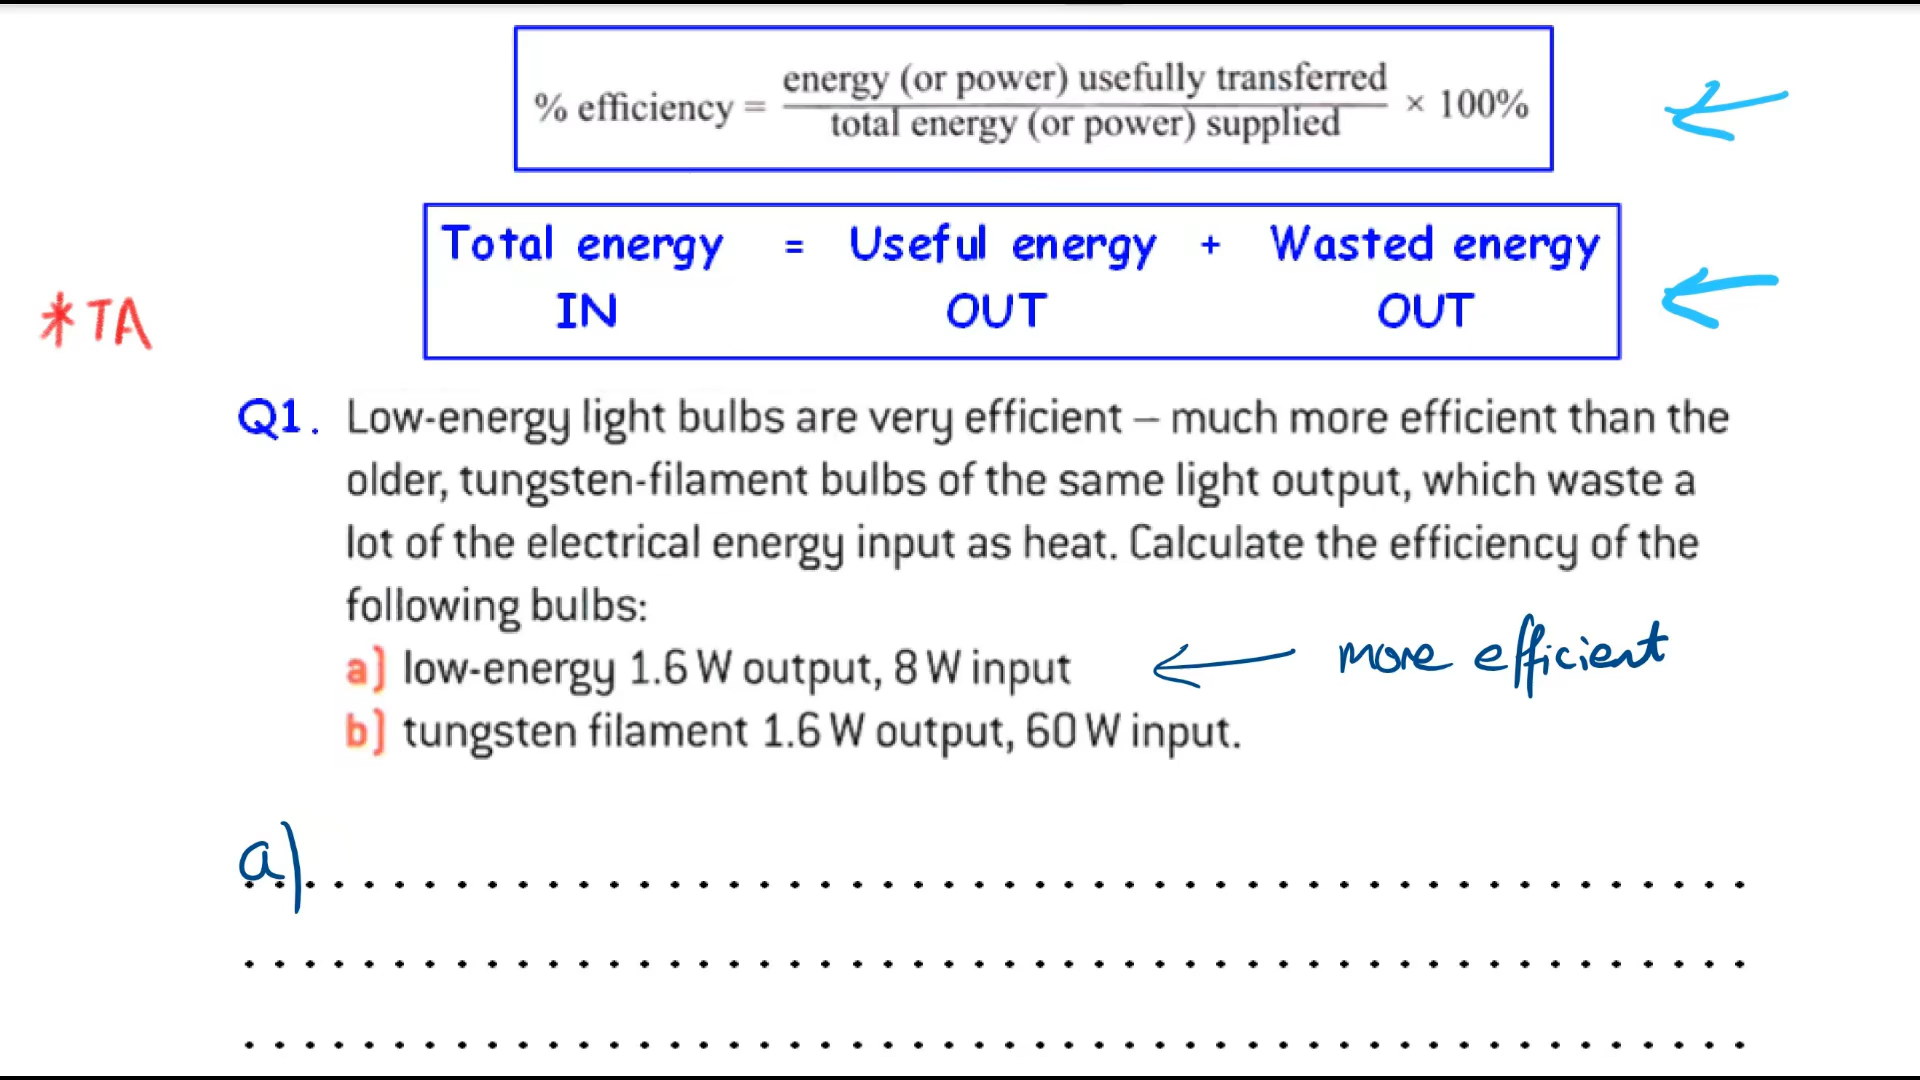 % efficiency = energy (or power) usefully transferred / total energy (or power) supplied × 100%
Total energy = Useful energy + Wasted energy
IN OUT OUT
*TA
Q1. Low-energy light bulbs are very efficient – much more efficient than the
older, tungsten-filament bulbs of the same light output, which waste a
lot of the electrical energy input as heat. Calculate the efficiency of the
following bulbs:
a) low-energy 1.6 W output, 8 W input
more efficient
b) tungsten filament 1.6 W output, 60 W input.
a)